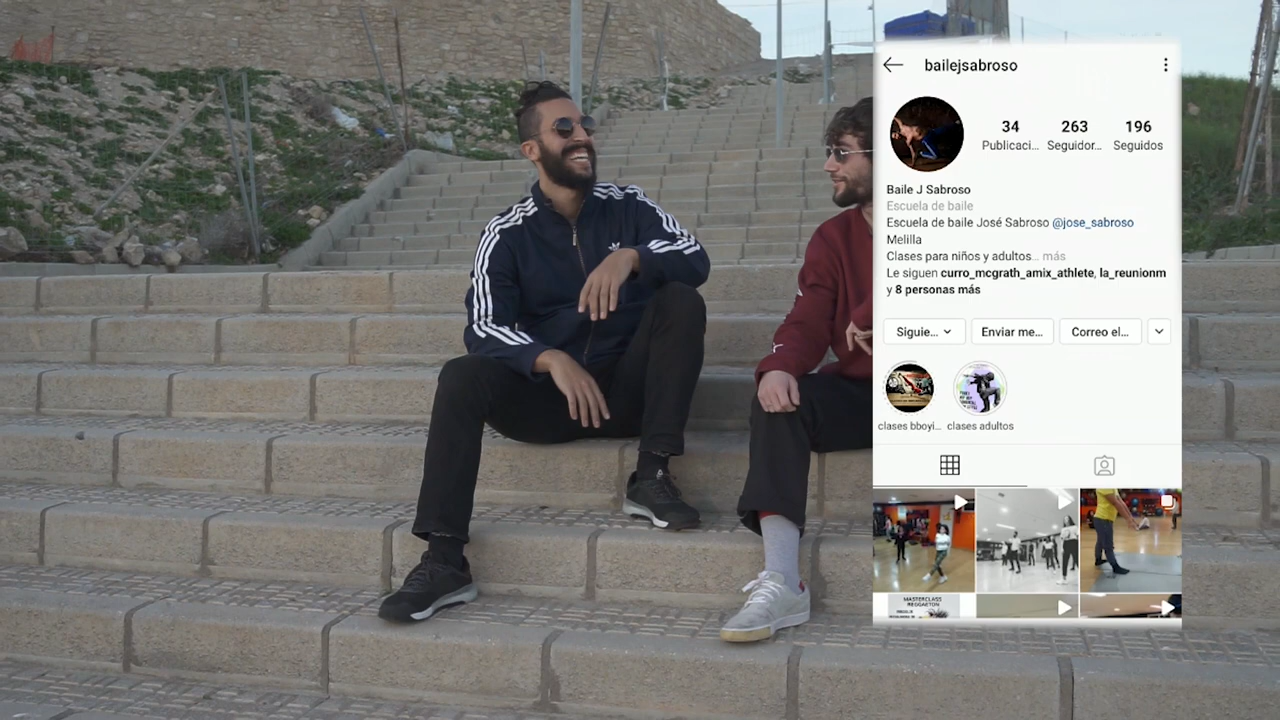 bailejsabroso
34 263 196
Publicaci... Seguidor... Seguidos
Baile J Sabroso
Escuela de baile
Escuela de baile José Sabroso @jose_sabroso
Melilla
Clases para niños y adultos... más
Le siguen curro_mcgrath_amix_athlete, la_reunionm
y 8 personas más
Siguie... Enviar me... Correo el...
clases bboyi... clases adultos
MASTERCLASS
REGGAETON